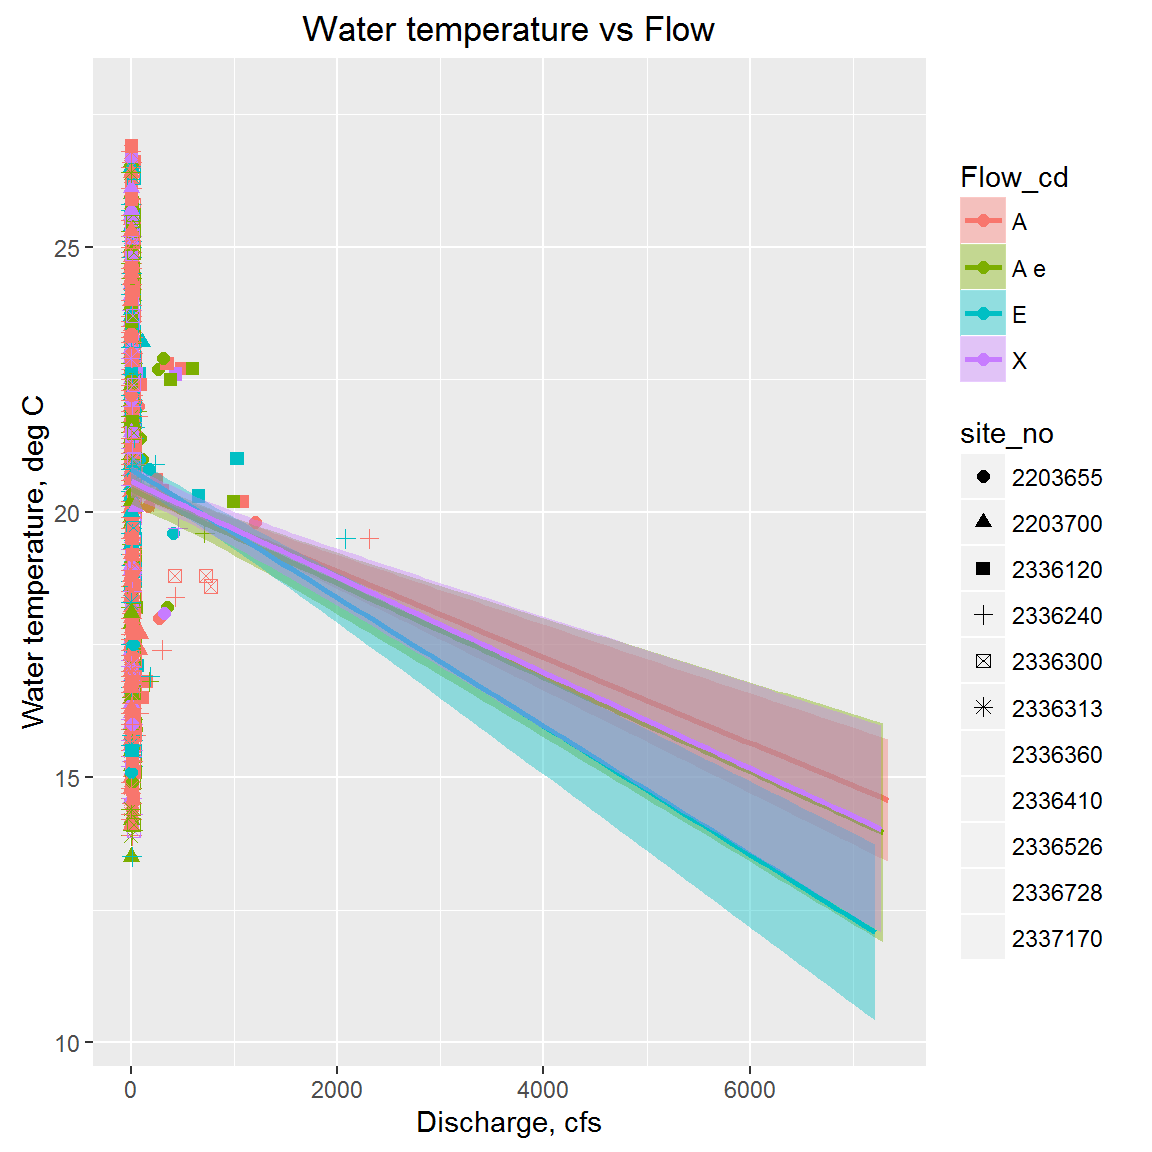 Water temperature vs Flow
Water temperature, deg C
25
20
15
10
0
2000
4000
6000
Discharge, cfs
Flow_cd
A
A e
E
X
site_no
2203655
2203700
2336120
2336240
2336300
2336313
2336360
2336410
2336526
2336728
2337170